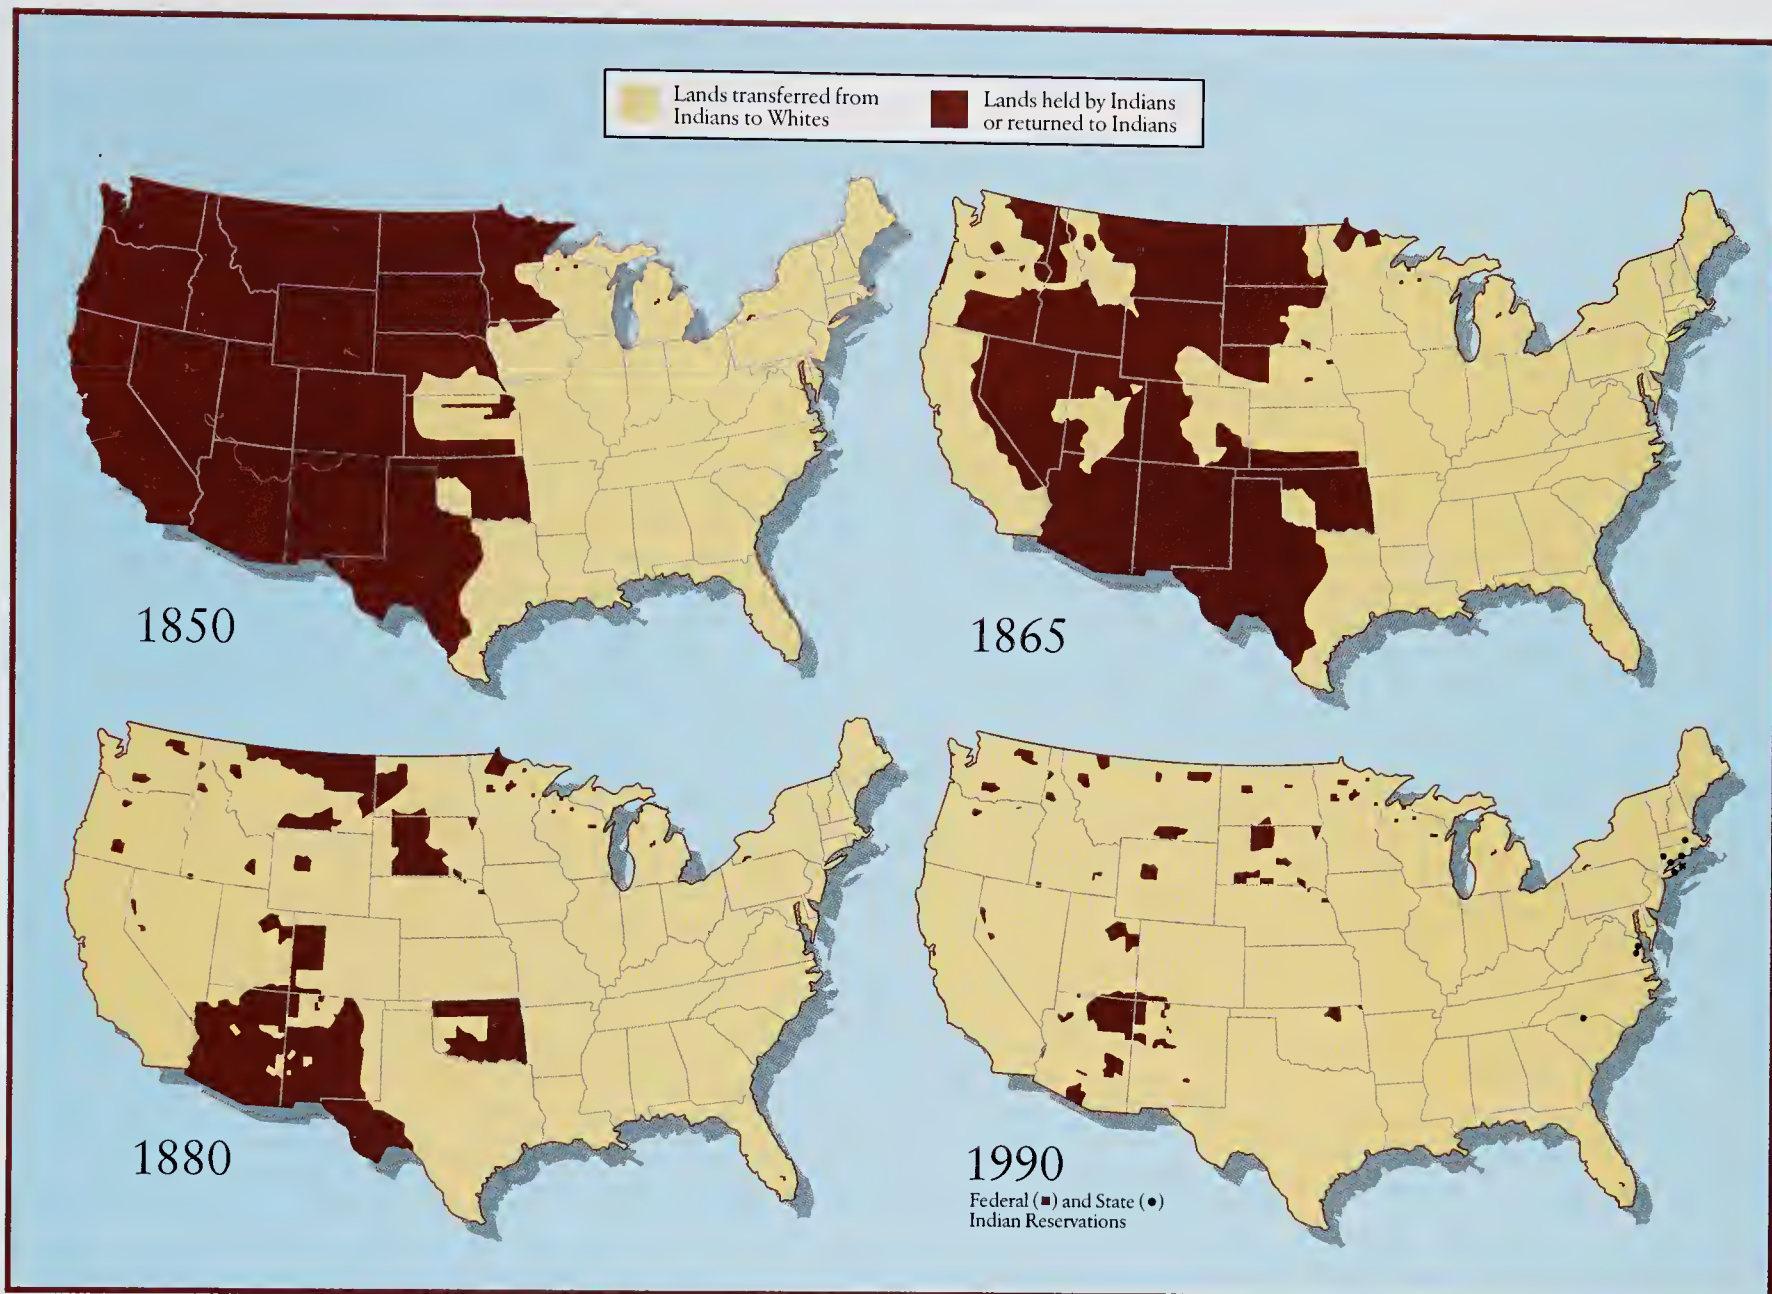 Lands transferred from
Indians to Whites
Lands held by Indians
or returned to Indians
1850
1865
1880
1990
Federal (■) and State (●)
Indian Reservations